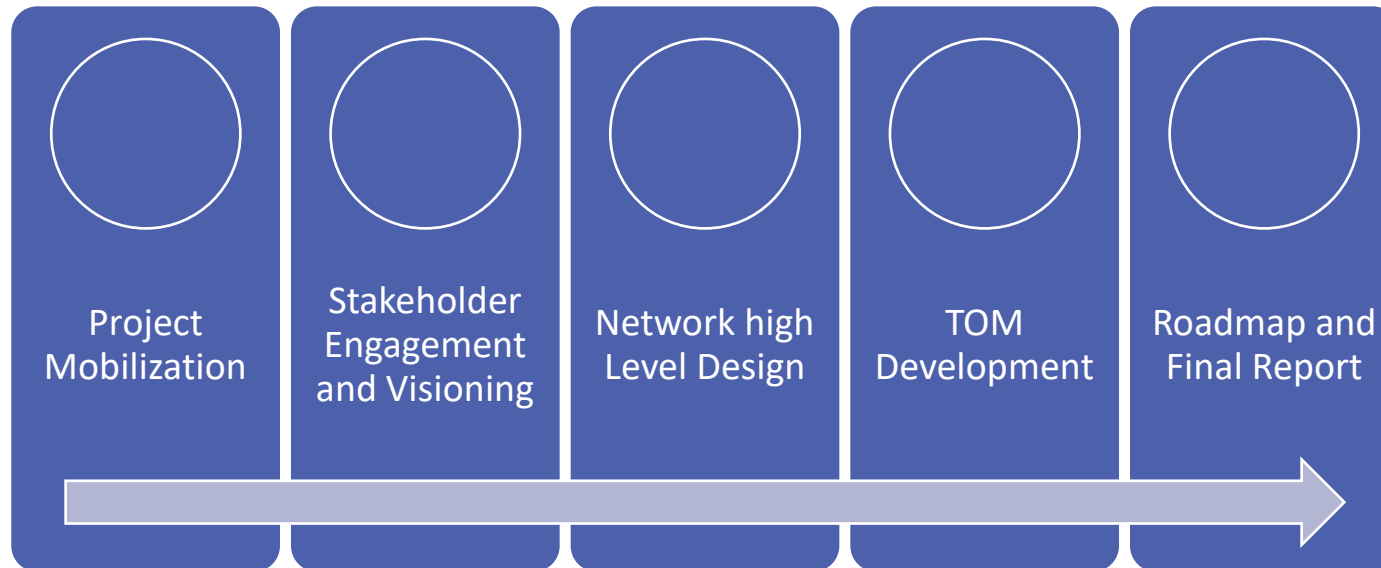 Project
Mobilization
Stakeholder
Engagement
and Visioning
Network high
Level Design
TOM
Development
Roadmap and
Final Report